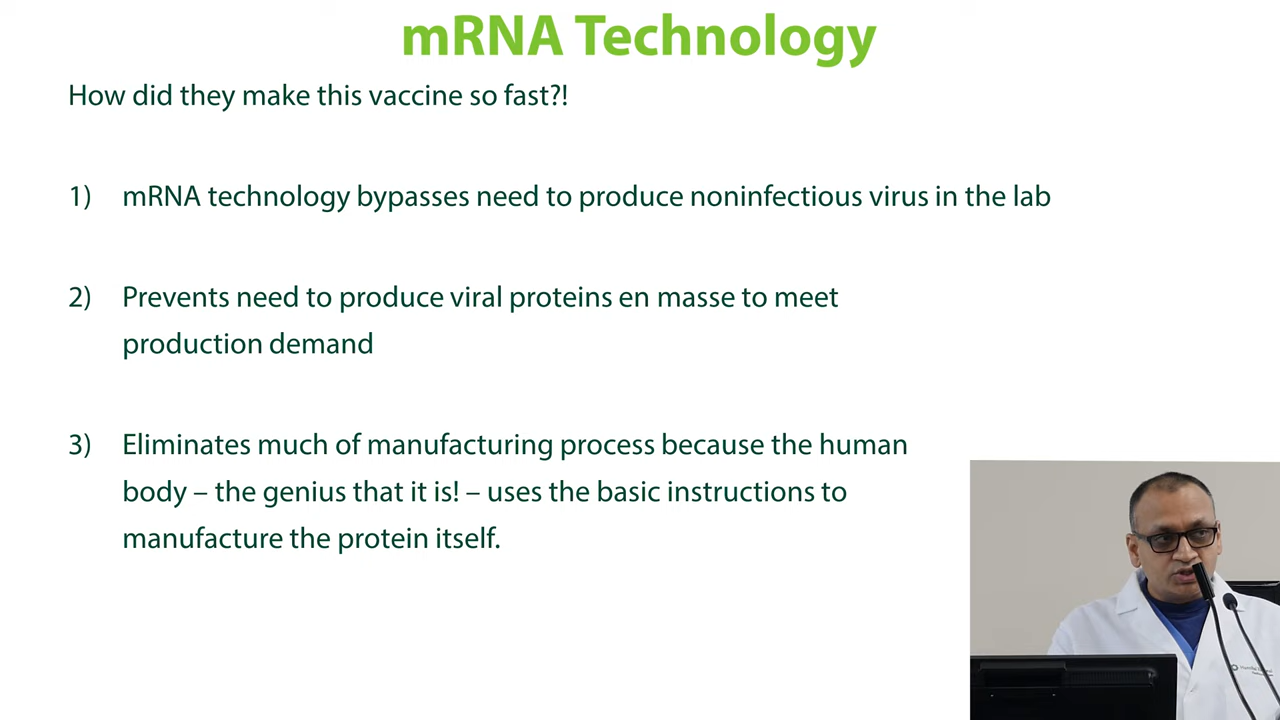 mRNA Technology
How did they make this vaccine so fast?!
1) mRNA technology bypasses need to produce noninfectious virus in the lab
2) Prevents need to produce viral proteins en masse to meet
production demand
3) Eliminates much of manufacturing process because the human
body – the genius that it is! – uses the basic instructions to
manufacture the protein itself.